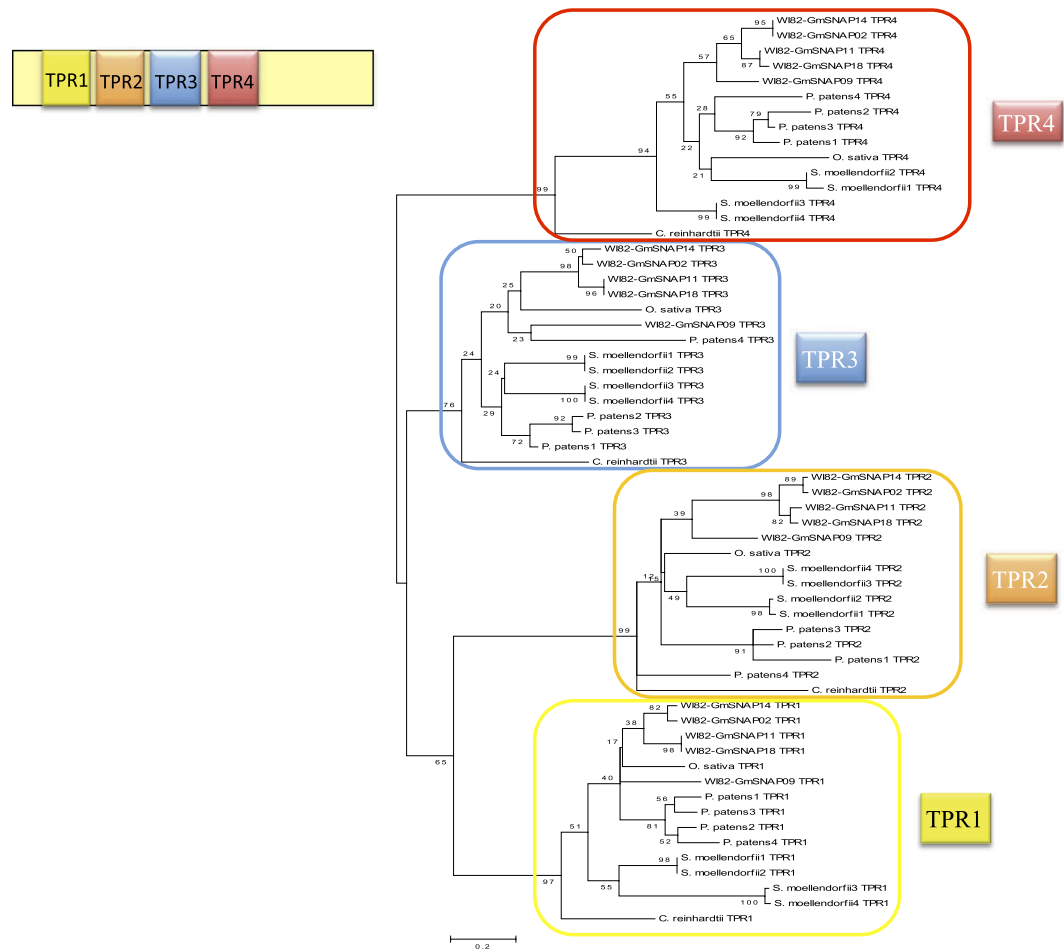 TPR1 TPR2 TPR3 TPR4
95 WI82-GmSNAP14 TPR4
WI82-GmSNAP02 TPR4
65
WI82-GmSNAP11 TPR4
57
87 WI82-GmSNAP18 TPR4
WI82-GmSNAP09 TPR4
55
P. patens4 TPR4
28
P. patens2 TPR4
79
P. patens3 TPR4
92
P. patens1 TPR4
22
94
O. sativa TPR4
21
S. moellendorfii2 TPR4
99 S. moellendorfii1 TPR4
99
S. moellendorfii3 TPR4
99 S. moellendorfii4 TPR4
C. reinhardtii TPR4
TPR4
50 WI82-GmSNAP14 TPR3
98 WI82-GmSNAP02 TPR3
WI82-GmSNAP11 TPR3
25
96 WI82-GmSNAP18 TPR3
20
O. sativa TPR3
WI82-GmSNAP09 TPR3
23 P. patens4 TPR3
24
99 S. moellendorfii1 TPR3
S. moellendorfii2 TPR3
24
S. moellendorfii3 TPR3
100 S. moellendorfii4 TPR3
76
29
92 P. patens2 TPR3
P. patens3 TPR3
72 P. patens1 TPR3
C. reinhardtii TPR3
TPR3
89 WI82-GmSNAP14 TPR2
98 WI82-GmSNAP02 TPR2
WI82-GmSNAP11 TPR2
39
82 WI82-GmSNAP18 TPR2
WI82-GmSNAP09 TPR2
O. sativa TPR2
12
15
100 S. moellendorfii4 TPR2
S. moellendorfii3 TPR2
49
S. moellendorfii2 TPR2
98 S. moellendorfii1 TPR2
99
P. patens3 TPR2
P. patens2 TPR2
91 P. patens1 TPR2
P. patens4 TPR2
C. reinhardtii TPR2
TPR2
82 WI82-GmSNAP14 TPR1
38 WI82-GmSNAP02 TPR1
WI82-GmSNAP11 TPR1
17
98 WI82-GmSNAP18 TPR1
65
O. sativa TPR1
40 WI82-GmSNAP09 TPR1
P. patens1 TPR1
56
P. patens3 TPR1
51
81 P. patens2 TPR1
52 P. patens4 TPR1
98 S. moellendorfii1 TPR1
S. moellendorfii2 TPR1
97
55
S. moellendorfii3 TPR1
100 S. moellendorfii4 TPR1
C. reinhardtii TPR1
TPR1
0.2